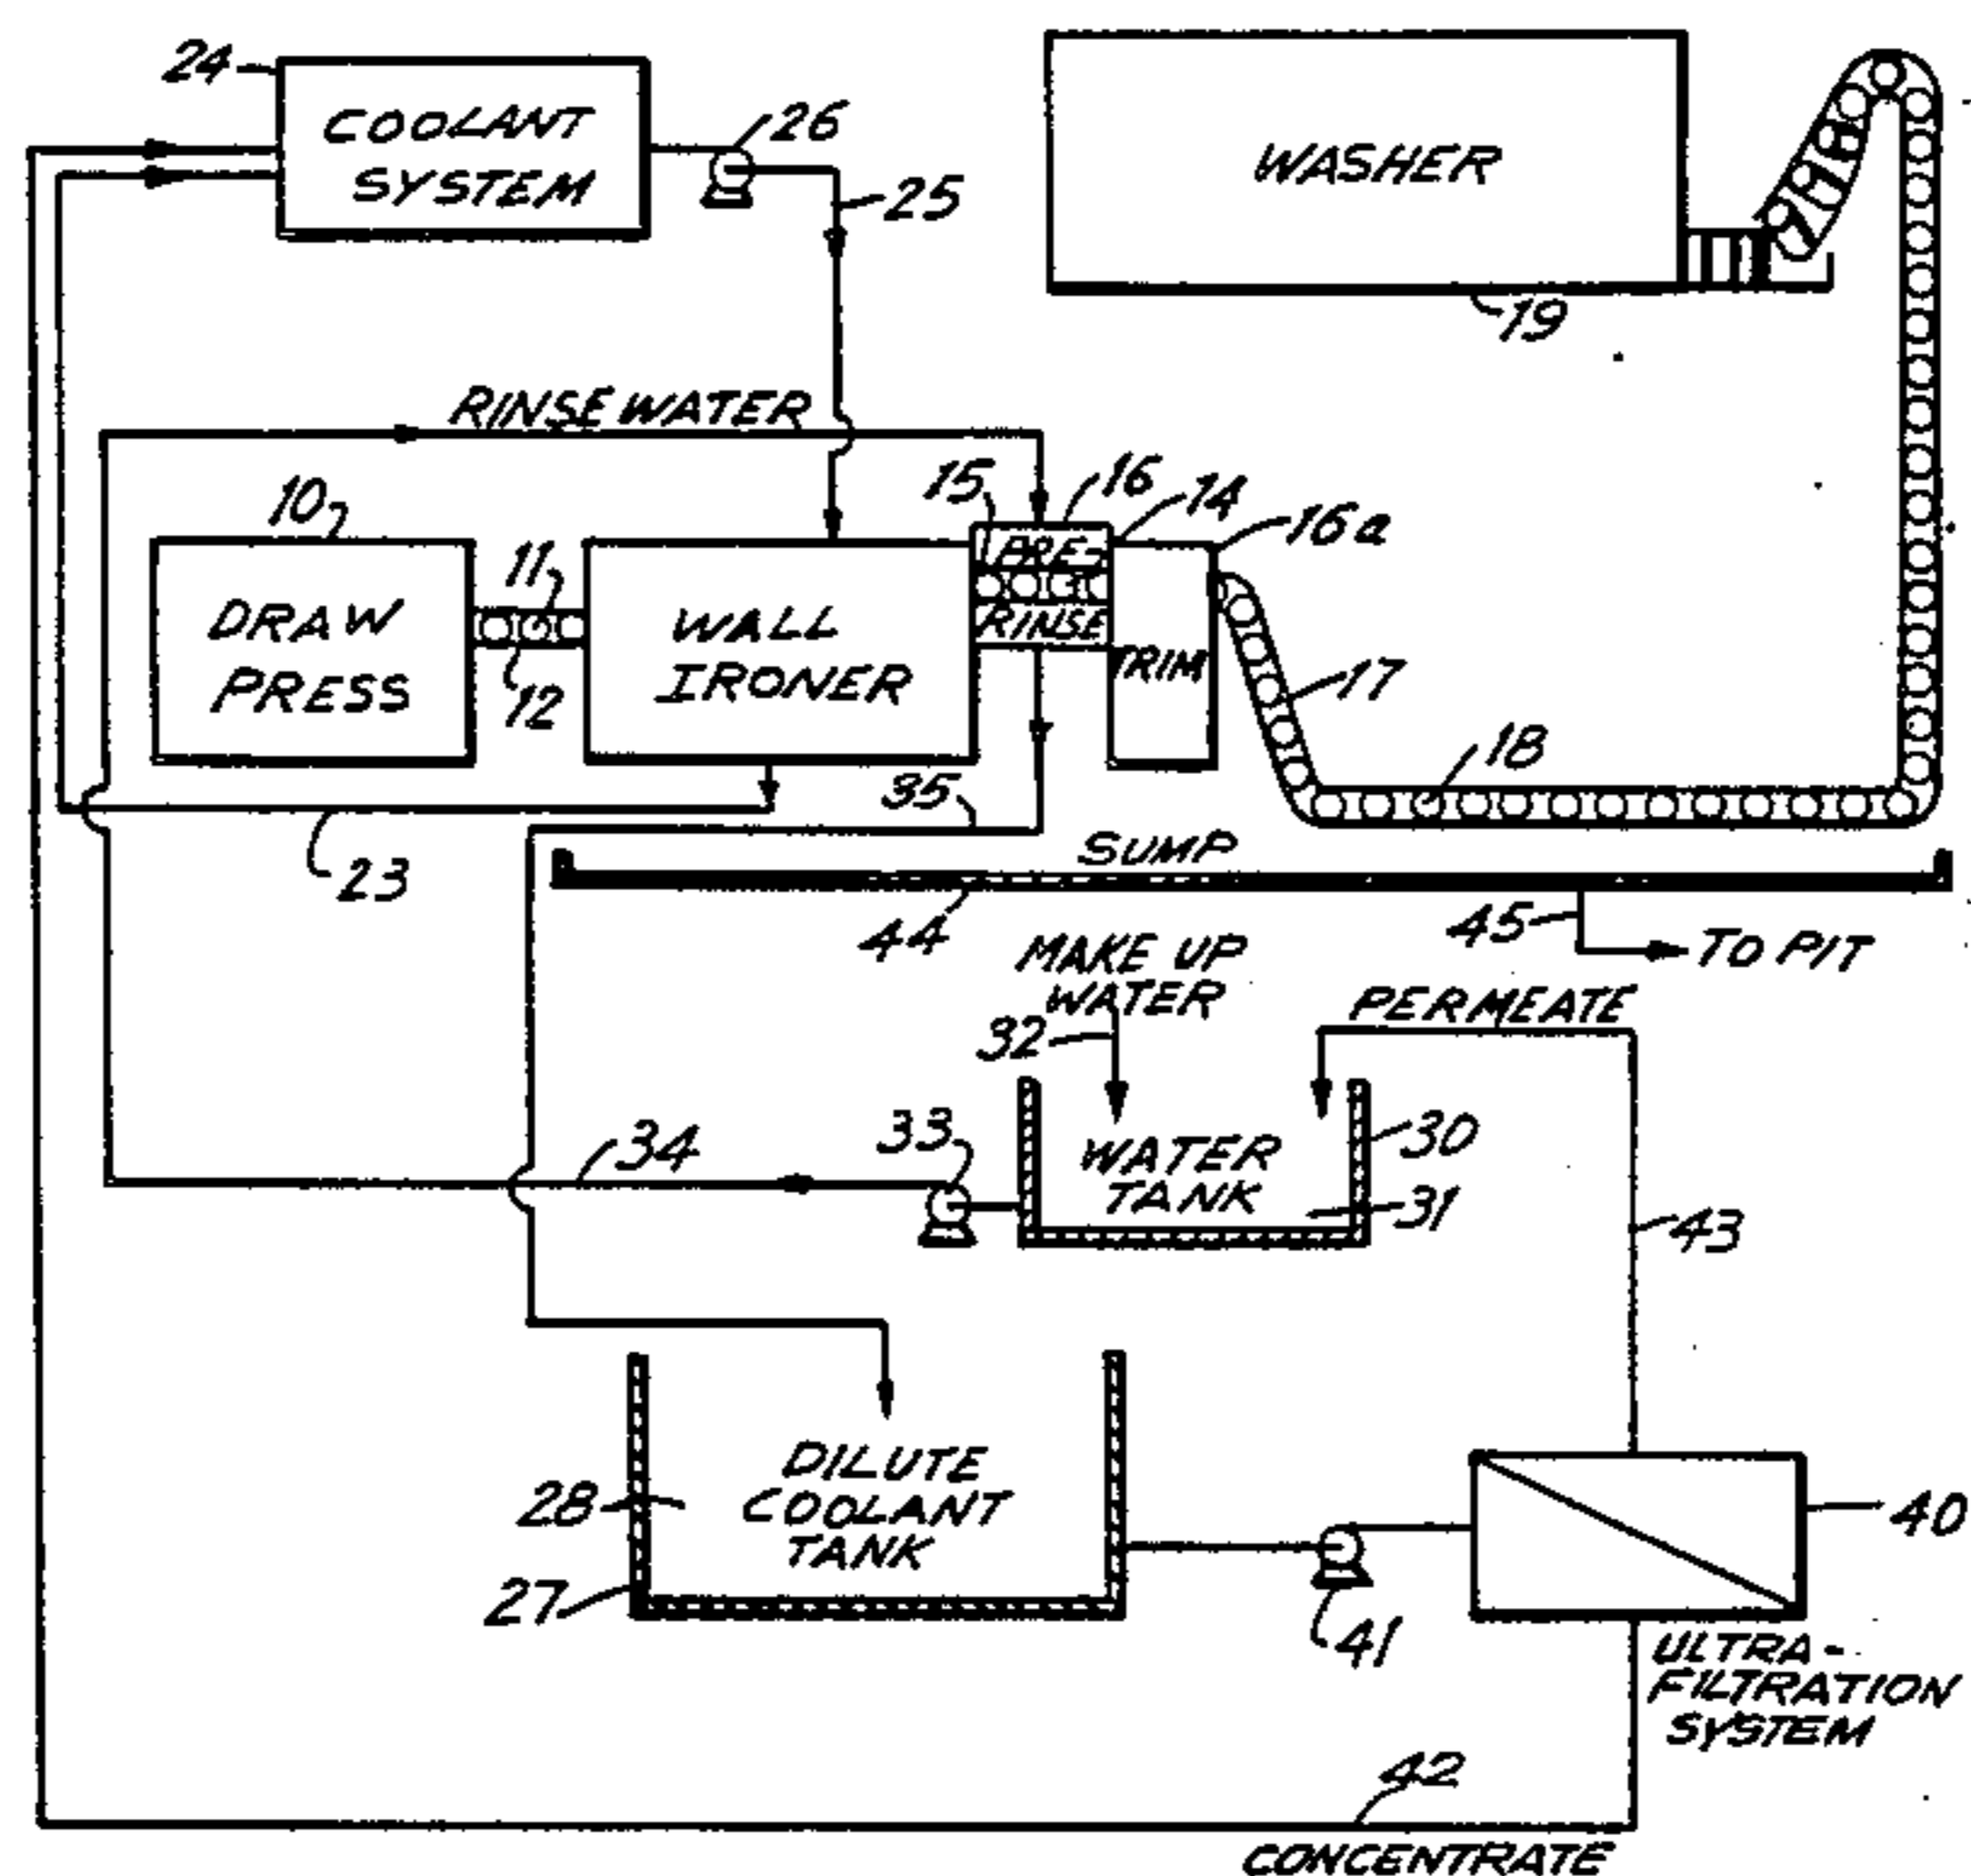 24
COOLANT
SYSTEM
26
25
WASHER
19
RINSE WATER
10
11
12
15
16
14
16a
DRAW
PRESS
WALL
IRONER
PRE-
RINSE
TRIM
17
18
35
23
SUMP
44
45
TO PIT
MAKE UP
WATER
32
PERMEATE
34
33
WATER
TANK
30
31
43
28
DILUTE
COOLANT
TANK
27
41
40
ULTRA-
FILTRATION
SYSTEM
42
CONCENTRATE